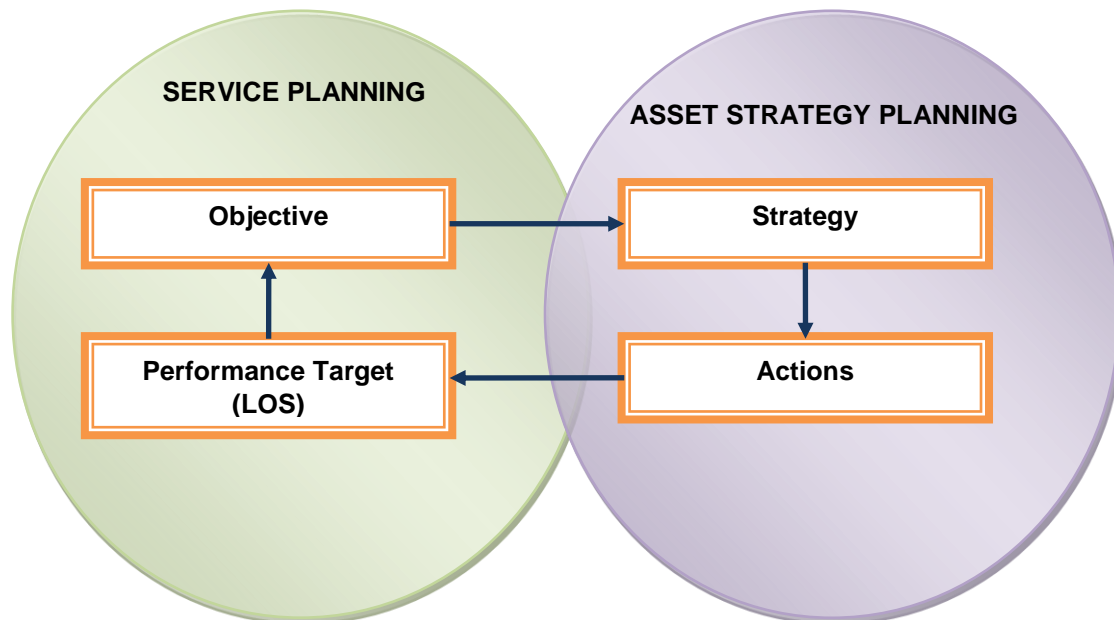 SERVICE PLANNING
ASSET STRATEGY PLANNING
Objective
Strategy
Performance Target
(LOS)
Actions